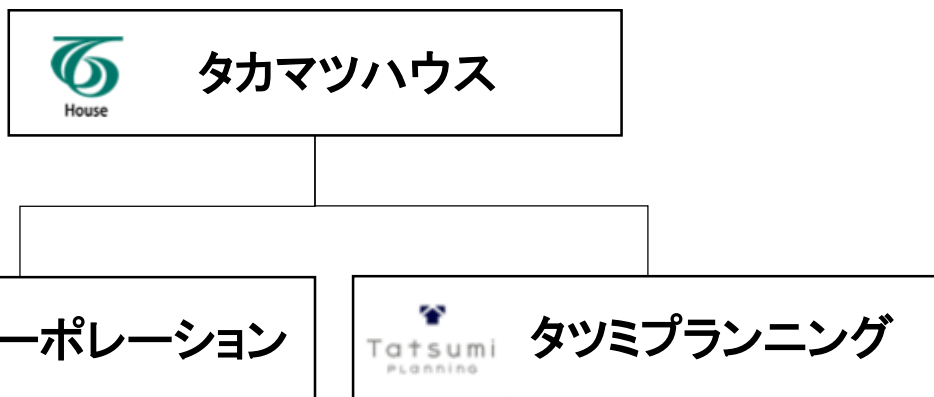 House
タカマツハウス
ーポレーション
Tatsumi
PLANNING
タツミプランニング